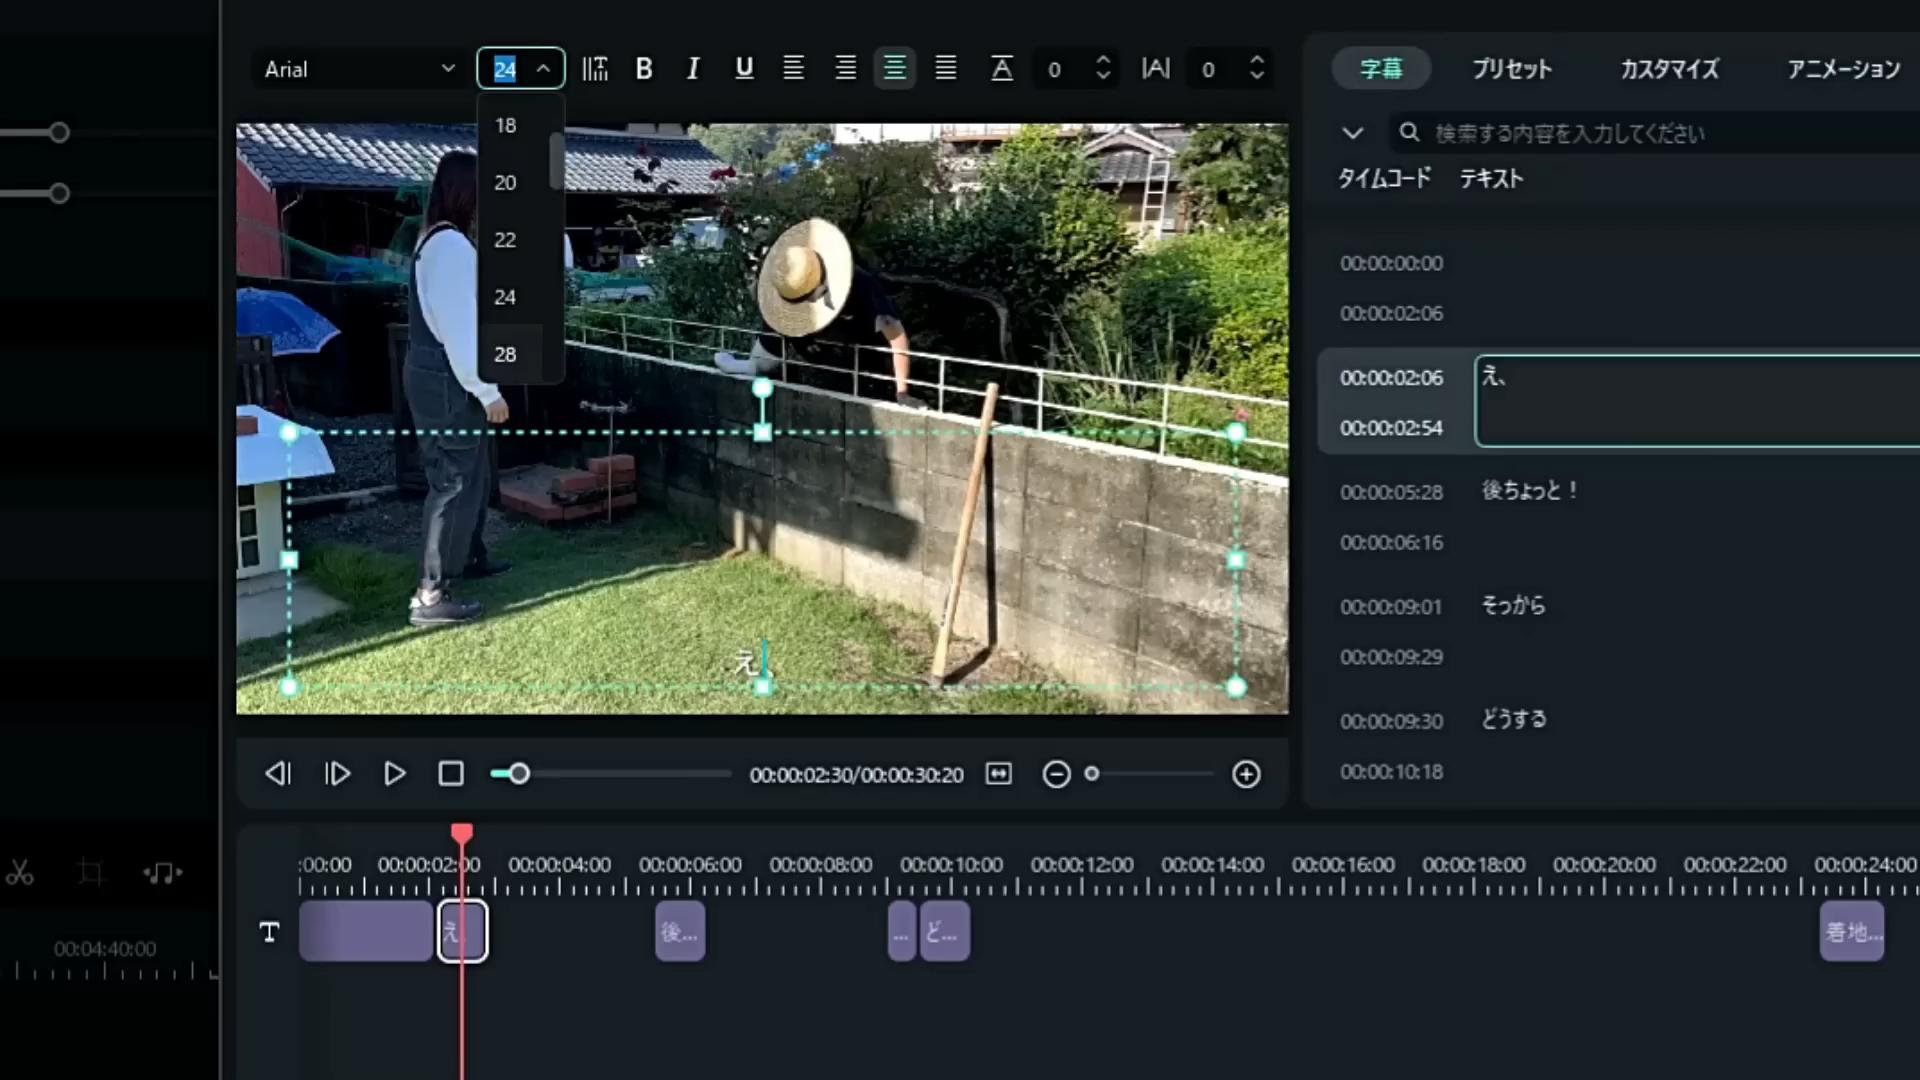 Arial
24
B
I
U
A
0
|A|
0
18
20
22
24
28
え、
00:00:02:30/00:00:30:20
字幕
プリセット
カスタマイズ
アニメーション
検索する内容を入力してください
タイムコード
テキスト
00:00:00:00
00:00:02:06
00:00:02:06
え、
00:00:02:54
00:00:05:28
後ちょっと！
00:00:06:16
00:00:09:01
そっから
00:00:09:29
00:00:09:30
どうする
00:00:10:18
00:04:40:00
:00:00
00:00:02:00
00:00:04:00
00:00:06:00
00:00:08:00
00:00:10:00
00:00:12:00
00:00:14:00
00:00:16:00
00:00:18:00
00:00:20:00
00:00:22:00
00:00:24:00
T
え
後...
...
ど...
着地...